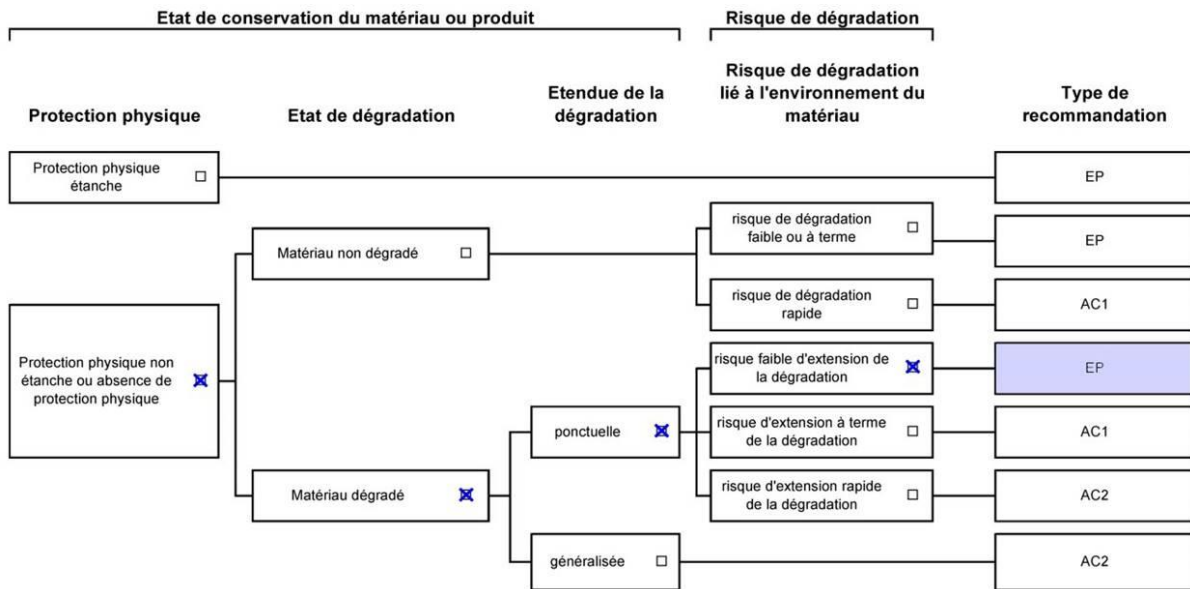 Etat de conservation du matériau ou produit
Risque de dégradation
Protection physique
Etat de dégradation
Etendue de la
dégradation
Risque de dégradation
lié à l'environnement du
matériau
Type de
recommandation
Protection physique
étanche
EP
risque de dégradation
faible ou à terme
EP
Matériau non dégradé
risque de dégradation
rapide
AC1
Protection physique non
étanche ou absence de
protection physique
risque faible d'extension de
la dégradation
EP
ponctuelle
risque d'extension à terme
de la dégradation
AC1
Matériau dégradé
risque d'extension rapide
de la dégradation
AC2
généralisée
AC2